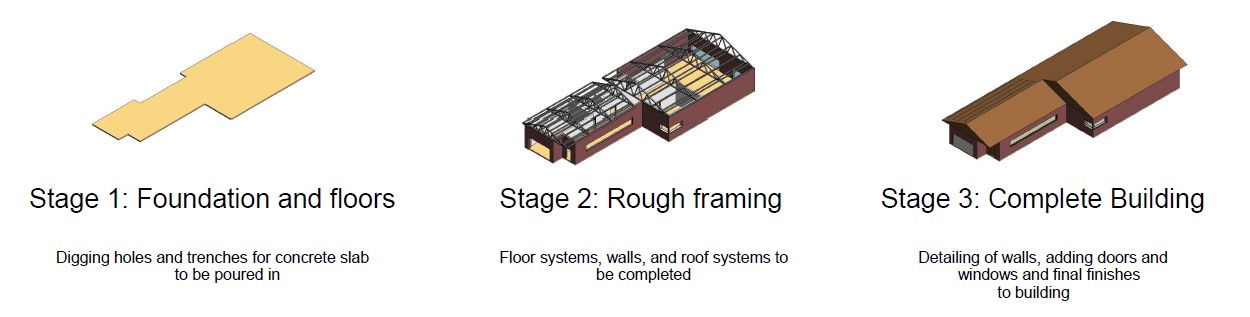 Stage 1: Foundation and floors
Digging holes and trenches for concrete slab
to be poured in
Stage 2: Rough framing
Floor systems, walls, and roof systems to
be completed
Stage 3: Complete Building
Detailing of walls, adding doors and
windows and final finishes
to building